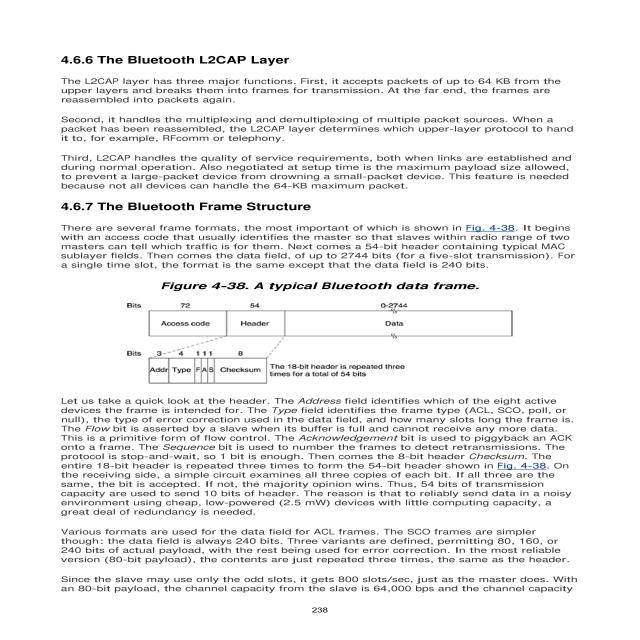 4.6.6 The Bluetooth L2CAP Layer
The L2CAP layer has three major functions. First, it accepts packets of up to 64 KB from the
upper layers and breaks them into frames for transmission. At the far end, the frames are
reassembled into packets again.
Second, it handles the multiplexing and demultiplexing of multiple packet sources. When a
packet has been reassembled, the L2CAP layer determines which upper-layer protocol to hand
it to, for example, RFcomm or telephony.
Third, L2CAP handles the quality of service requirements, both when links are established and
during normal operation. Also negotiated at setup time is the maximum payload size allowed,
to prevent a large-packet device from drowning a small-packet device. This feature is needed
because not all devices can handle the 64-KB maximum packet.
4.6.7 The Bluetooth Frame Structure
There are several frame formats, the most important of which is shown in Fig. 4-38. It begins
with an access code that usually identifies the master so that slaves within radio range of two
masters can tell which traffic is for them. Next comes a 54-bit header containing typical MAC
sublayer fields. Then comes the data field, of up to 2744 bits (for a five-slot transmission). For
a single time slot, the format is the same except that the data field is 240 bits.
Figure 4-38. A typical Bluetooth data frame.
Bits 72 54 0-2744
Access code Header Data
Bits 3 4 1 1 1 8
Addr Type F A S Checksum
The 18-bit header is repeated three
times for a total of 54 bits
Let us take a quick look at the header. The Address field identifies which of the eight active
devices the frame is intended for. The Type field identifies the frame type (ACL, SCO, poll, or
null), the type of error correction used in the data field, and how many slots long the frame is.
The Flow bit is asserted by a slave when its buffer is full and cannot receive any more data.
This is a primitive form of flow control. The Acknowledgement bit is used to piggyback an ACK
onto a frame. The Sequence bit is used to number the frames to detect retransmissions. The
protocol is stop-and-wait, so 1 bit is enough. Then comes the 8-bit header Checksum. The
entire 18-bit header is repeated three times to form the 54-bit header shown in Fig. 4-38. On
the receiving side, a simple circuit examines all three copies of each bit. If all three are the
same, the bit is accepted. If not, the majority opinion wins. Thus, 54 bits of transmission
capacity are used to send 10 bits of header. The reason is that to reliably send data in a noisy
environment using cheap, low-powered (2.5 mW) devices with little computing capacity, a
great deal of redundancy is needed.
Various formats are used for the data field for ACL frames. The SCO frames are simpler
though: the data field is always 240 bits. Three variants are defined, permitting 80, 160, or
240 bits of actual payload, with the rest being used for error correction. In the most reliable
version (80-bit payload), the contents are just repeated three times, the same as the header.
Since the slave may use only the odd slots, it gets 800 slots/sec, just as the master does. With
an 80-bit payload, the channel capacity from the slave is 64,000 bps and the channel capacity
238